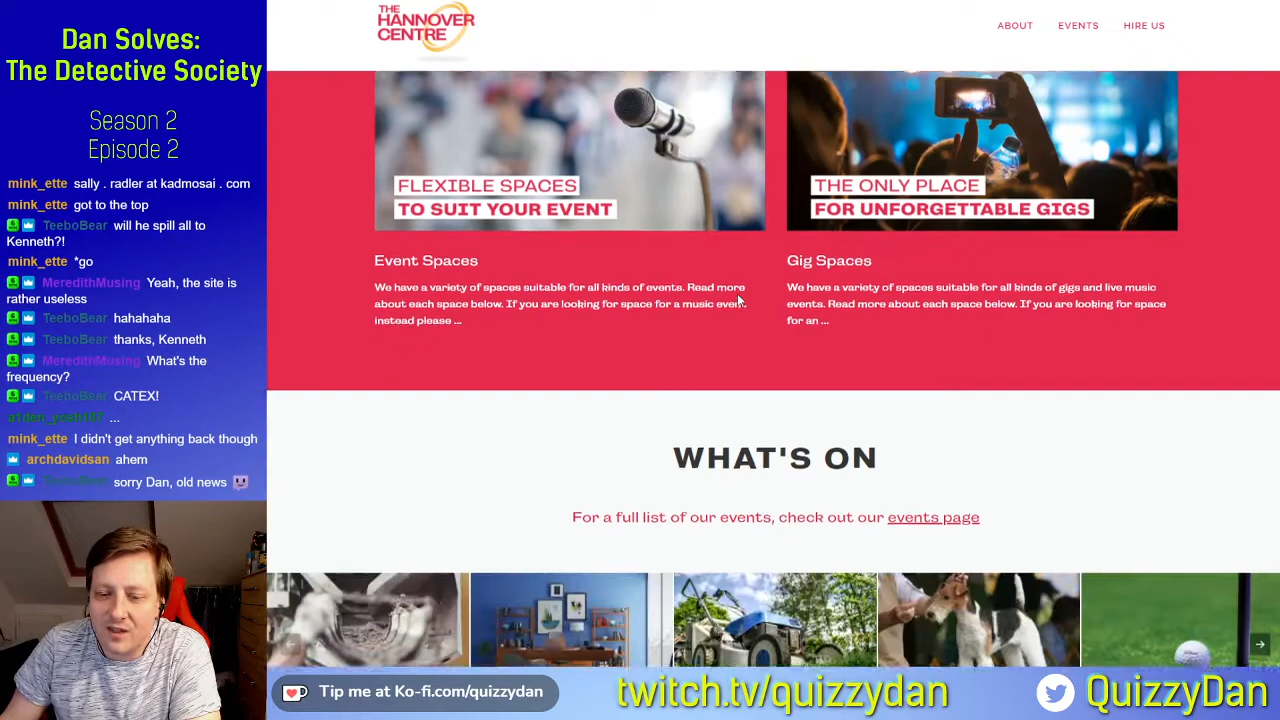 Dan Solves:
The Detective Society
Season 2
Episode 2
mink_ette sally . radler at kadmosai . com
mink_ette got to the top
TeeboBear will he spill all to
Kenneth?!
mink_ette *go
MeredithMusing Yeah, the site is
rather useless
TeeboBear hahahaha
TeeboBear thanks, Kenneth
MeredithMusing What's the
frequency?
TeeboBear CATEX!
a1den_yosh187 ...
mink_ette I didn't get anything back though
archdavidsan ahem
TeeboBear sorry Dan, old news
THE
HANNOVER
CENTRE
ABOUT EVENTS HIRE US
FLEXIBLE SPACES
TO SUIT YOUR EVENT
THE ONLY PLACE
FOR UNFORGETTABLE GIGS
Event Spaces
We have a variety of spaces suitable for all kinds of events. Read more
about each space below. If you are looking for space for a music event
instead please ...
Gig Spaces
We have a variety of spaces suitable for all kinds of gigs and live music
events. Read more about each space below. If you are looking for space
for an ...
WHAT'S ON
For a full list of our events, check out our events page
Tip me at Ko-fi.com/quizzydan
twitch.tv/quizzydan
QuizzyDan